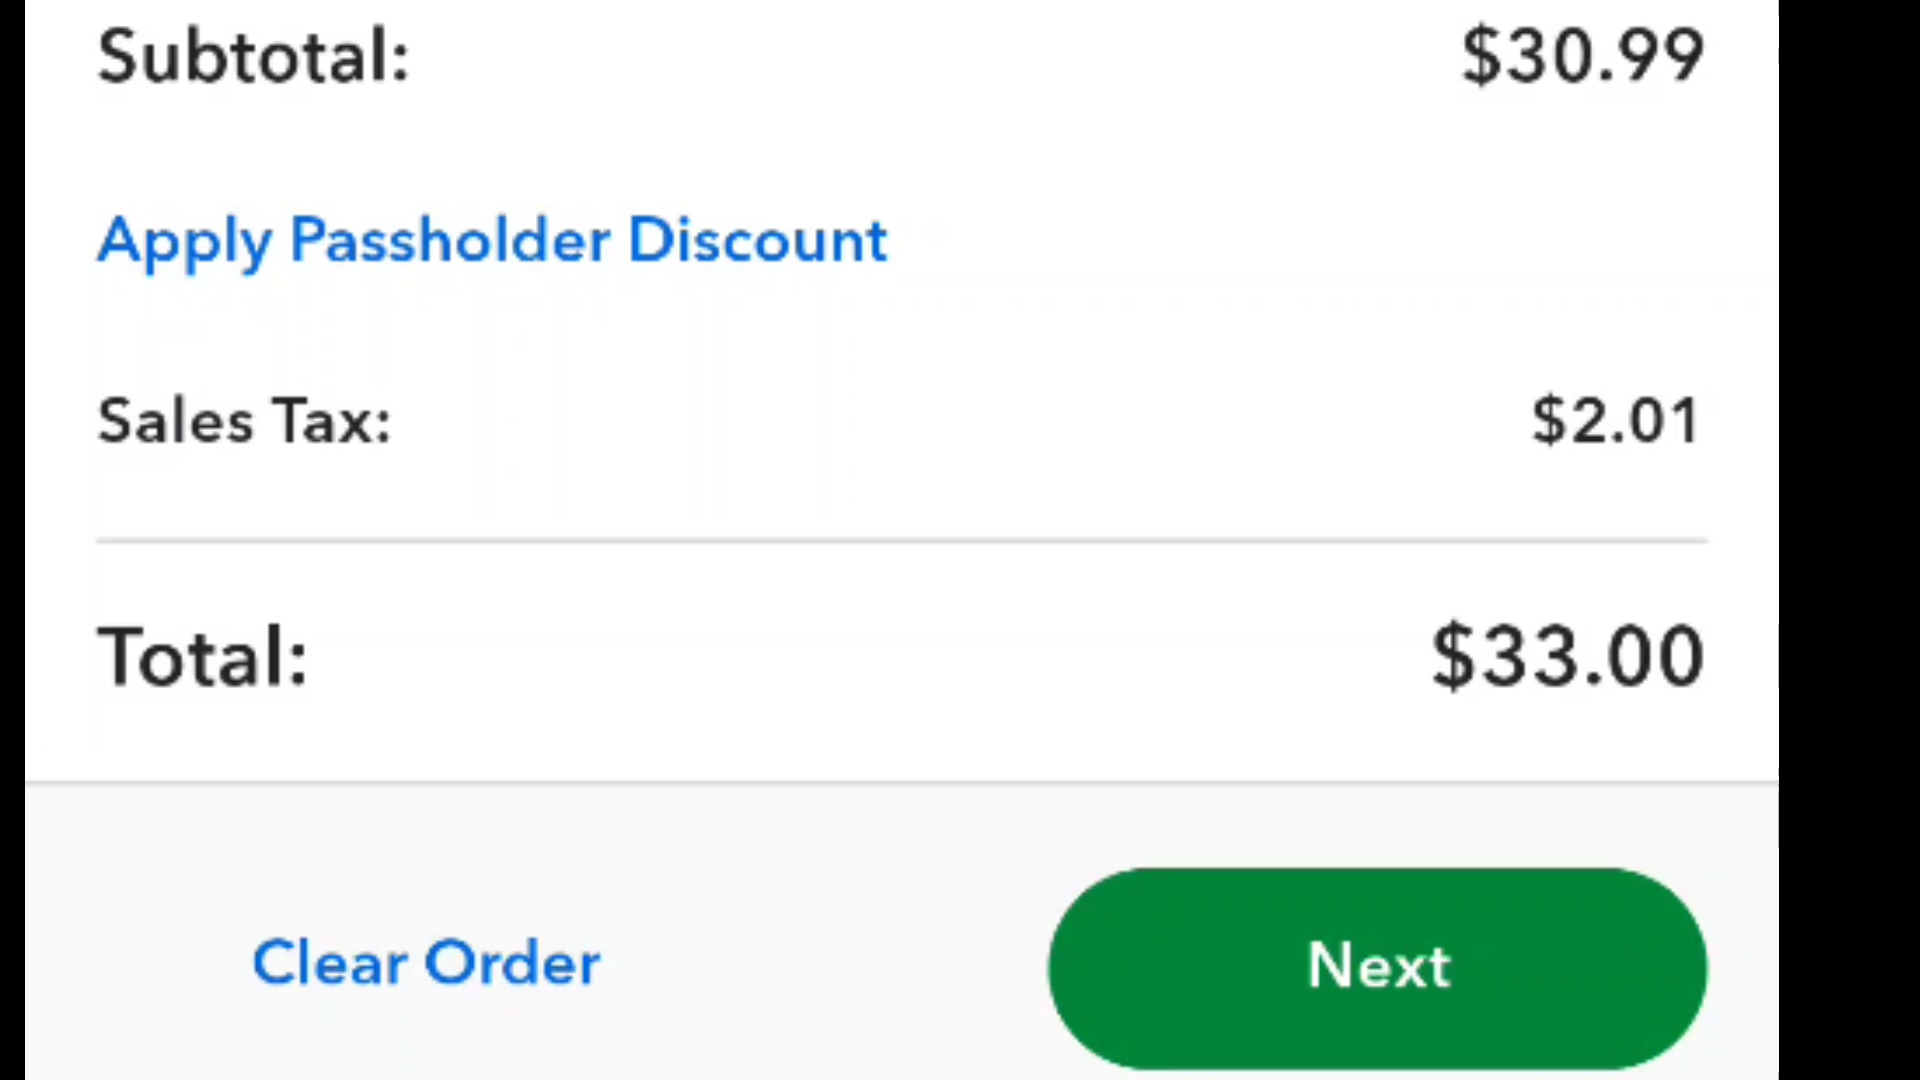 Subtotal: $30.99
Apply Passholder Discount
Sales Tax: $2.01
Total: $33.00
Clear Order Next